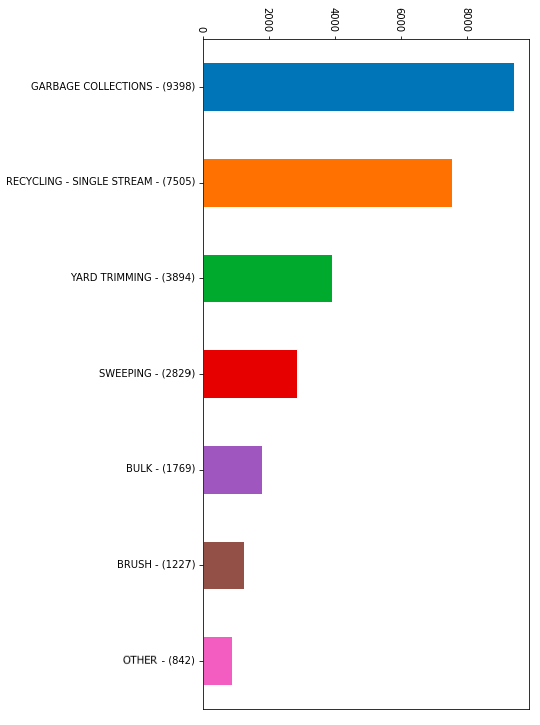 0
2000
4000
6000
8000
GARBAGE COLLECTIONS - (9398)
RECYCLING - SINGLE STREAM - (7505)
YARD TRIMMING - (3894)
SWEEPING - (2829)
BULK - (1769)
BRUSH - (1227)
OTHER - (842)